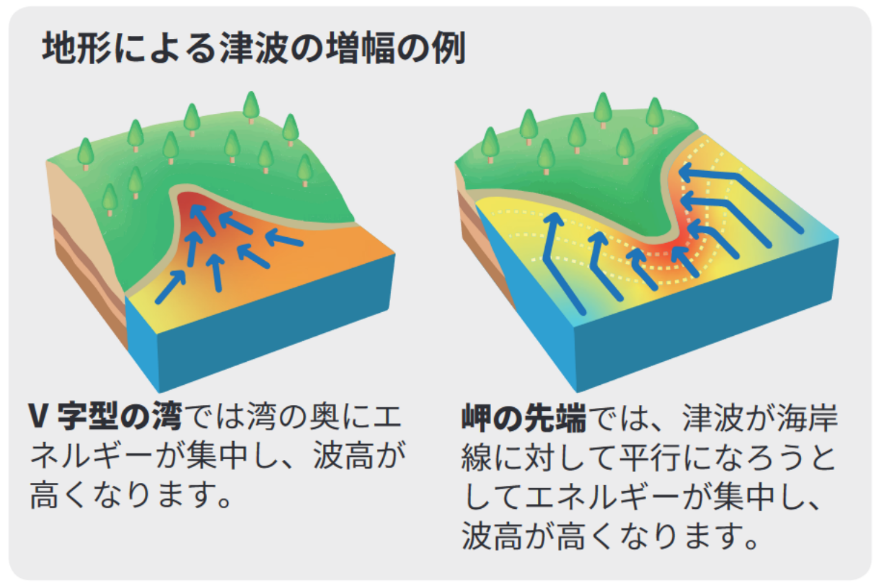 地形による津波の増幅の例
V 字型の湾では湾の奥にエ
ネルギーが集中し、波高が
高くなります。
岬の先端では、津波が海岸
線に対して平行になろうと
してエネルギーが集中し、
波高が高くなります。